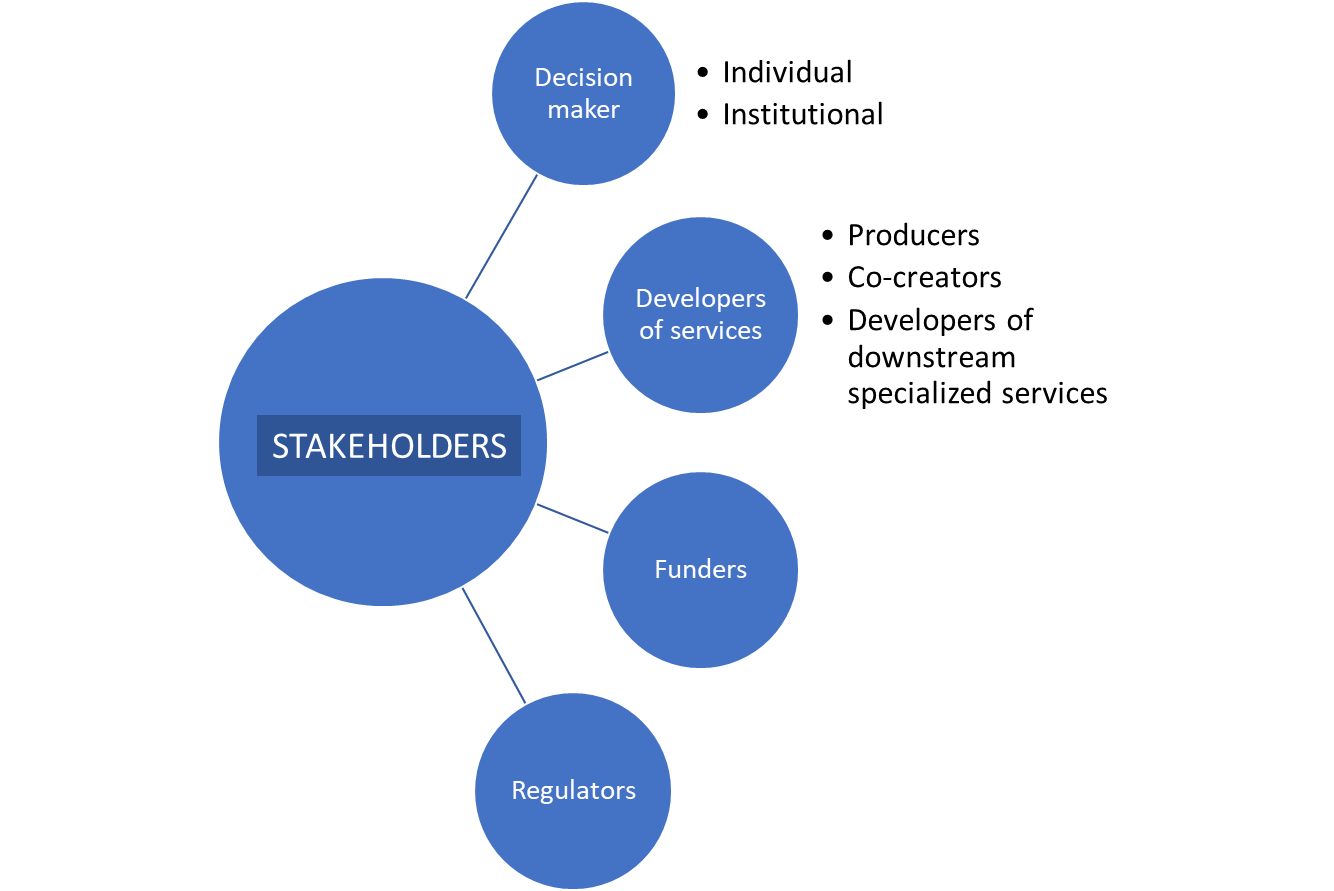 Decision
maker
• Individual
• Institutional
Developers
of services
• Producers
• Co-creators
• Developers of
downstream
specialized services
STAKEHOLDERS
Funders
Regulators